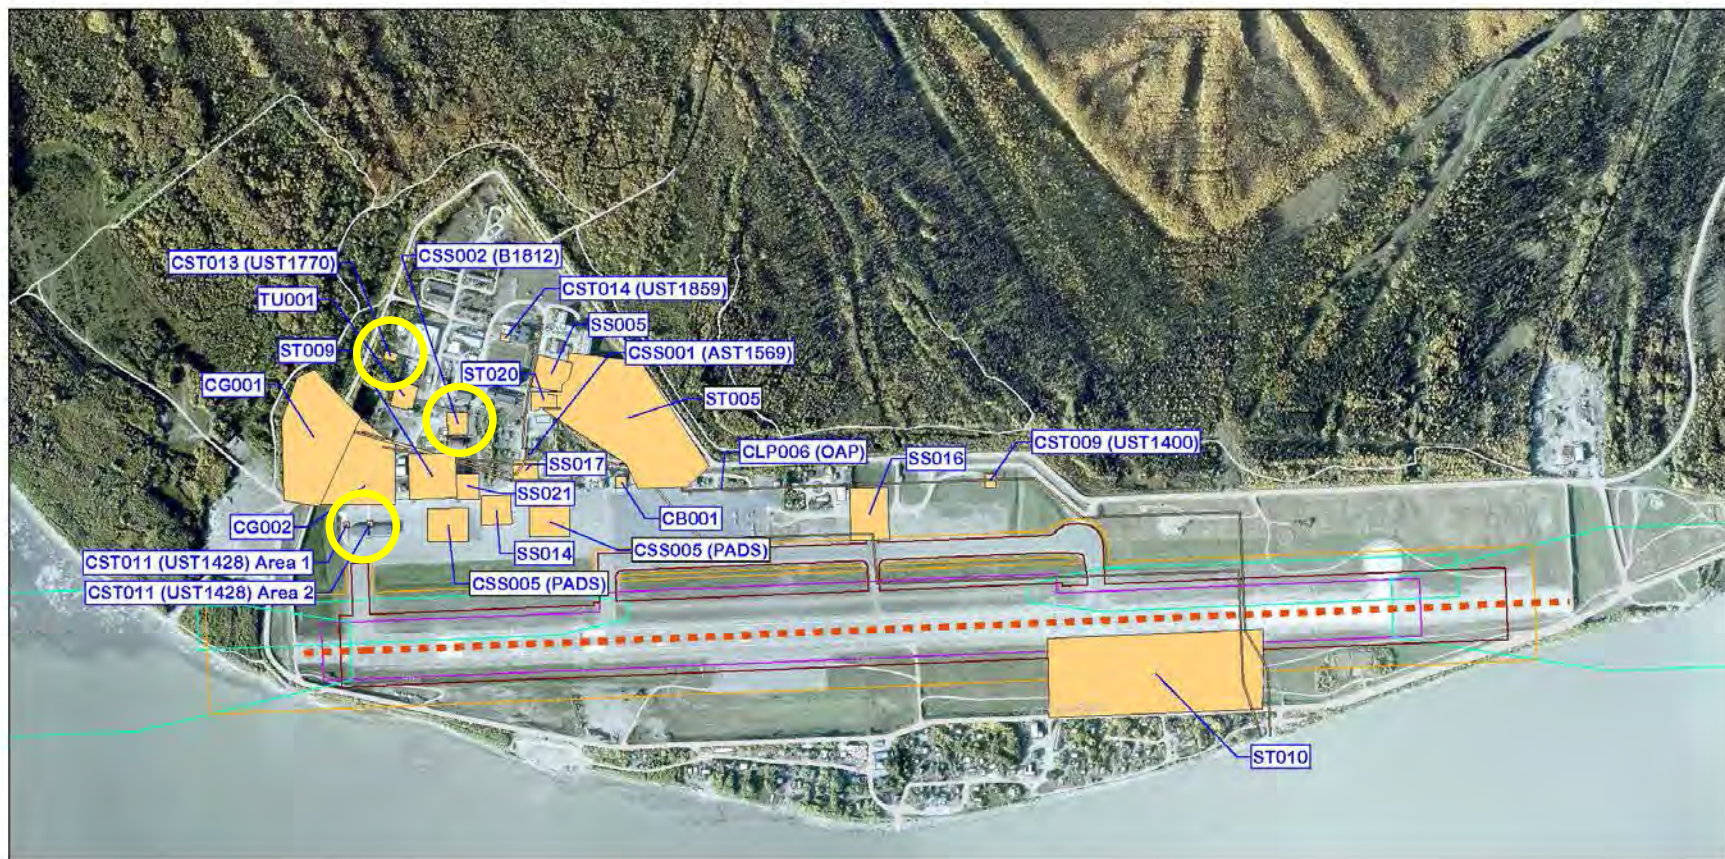 CST013 (UST1770)
CSS002 (B1812)
CST014 (UST1859)
TU001
SS005
ST009
CSS001 (AST1569)
ST020
CG001
ST005
CLP006 (OAP)
CST009 (UST1400)
SS016
SS017
SS021
CB001
CG002
SS014
CSS005 (PADS)
CST011 (UST1428) Area 1
CSS005 (PADS)
CST011 (UST1428) Area 2
ST010